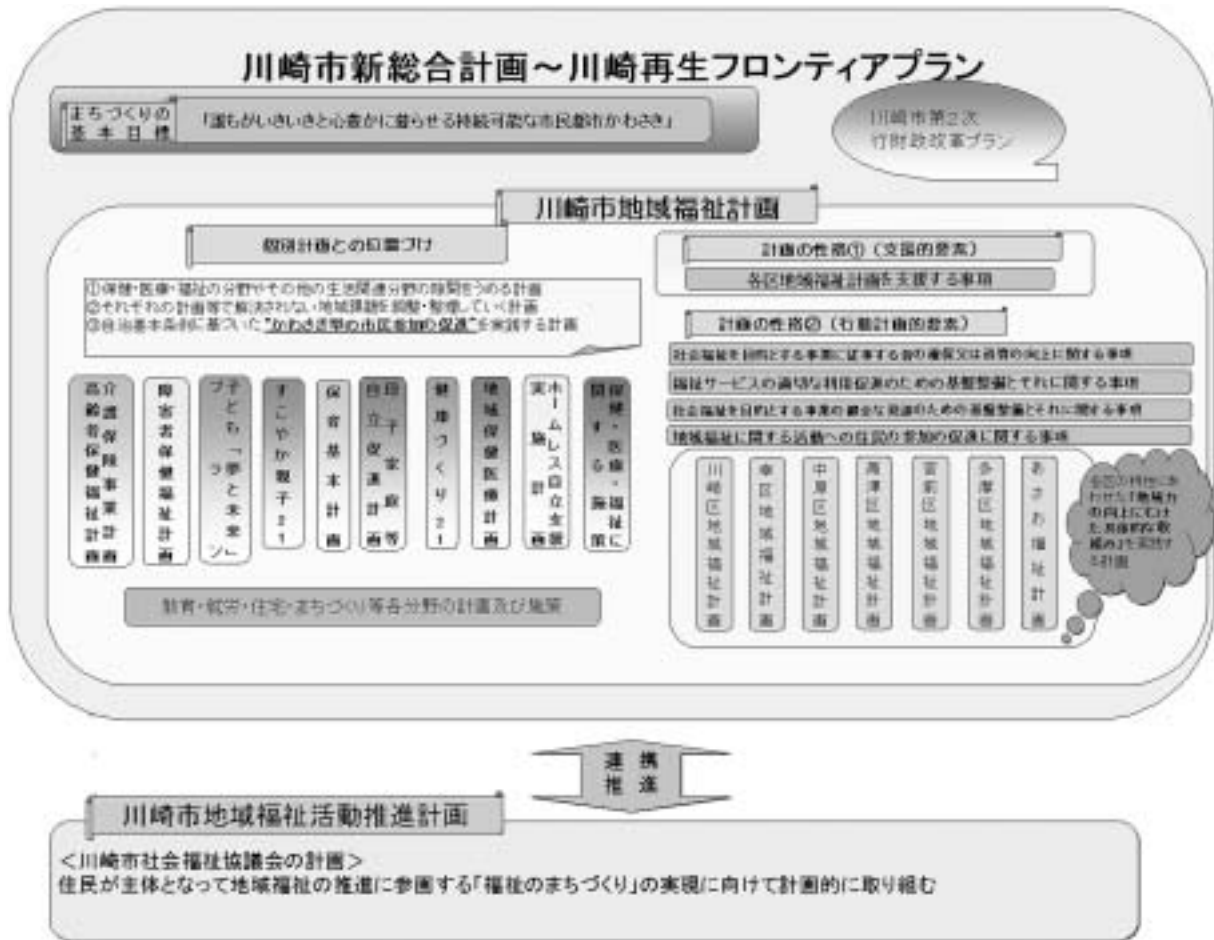 川崎市新総合計画～川崎再生フロンティアプラン
まちづくりの
基本目標
「誰もがいきいきと心豊かに暮らせる持続可能な市民都市かわさき」
川崎市第2次
行財政改革プラン
川崎市地域福祉計画
個別計画との位置づけ
①保健・医療・福祉の分野やその他の生活関連分野の隙間をうめる計画
②それぞれの計画等で解決されない地域課題を調整・整理していく計画
③自治基本条例に基づいた"かわさき型の市民参加の促進"を実践する計画
高齢者保健福祉計画
介護保険事業計画
障害者保健福祉計画
子ども「夢と未来」
プラン
すこやか親子21
保育基本計画
母子家庭等
自立促進計画
健康づくり21
地域保健医療計画
ホームレス自立支援
実施計画
保健・医療・福祉に
関する施策
教育・就労・住宅・まちづくり等各分野の計画及び施策
計画の性格①（支援的要素）
各区地域福祉計画を支援する事項
計画の性格②（行動計画的要素）
社会福祉を目的とする事業に従事する者の確保又は資質の向上に関する事項
福祉サービスの適切な利用促進のための基盤整備とそれに関する事項
社会福祉を目的とする事業の健全な発達のための基盤整備とそれに関する事項
地域福祉に関する活動への住民の参加の促進に関する事項
川崎区地域福祉計画
幸区地域福祉計画
中原区地域福祉計画
高津区地域福祉計画
宮前区地域福祉計画
多摩区地域福祉計画
あさお福祉計画
各区の特性にあ
わせた「地域力
の向上にむけ
た具体的な取
組み」を実践す
る計画
連携
推進
川崎市地域福祉活動推進計画
＜川崎市社会福祉協議会の計画＞
住民が主体となって地域福祉の推進に参画する「福祉のまちづくり」の実現に向けて計画的に取り組む